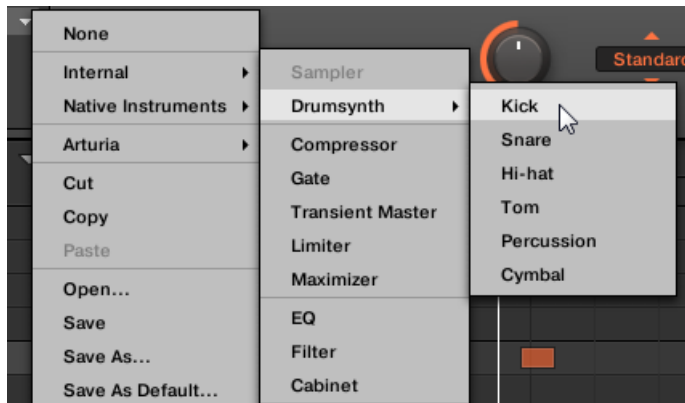 None
Internal
Native Instruments
Arturia
Cut
Copy
Paste
Open...
Save
Save As...
Save As Default...
Sampler
Drumsynth
Compressor
Gate
Transient Master
Limiter
Maximizer
EQ
Filter
Cabinet
Kick
Snare
Hi-hat
Tom
Percussion
Cymbal
Standard